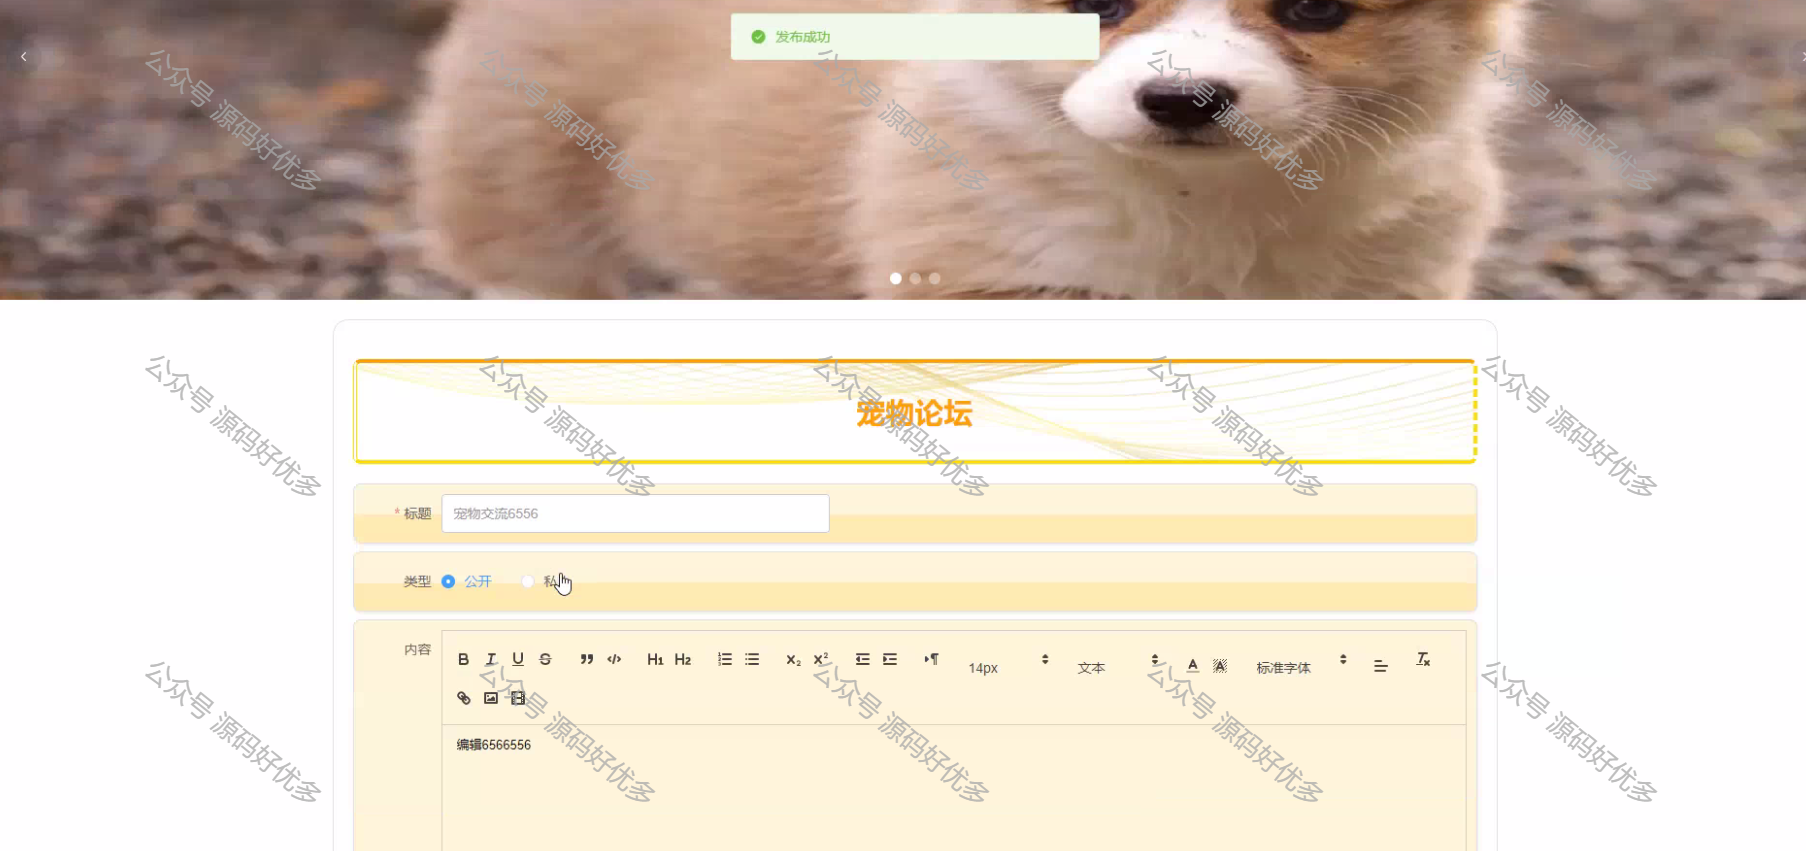 发布成功
公众号 源码好优多 公众号 源码好优多 公众号 源码好优多 公众号 源码好优多 公众号 源码好优多
宠物论坛
公众号 源码好优多 公众号 源码好优多 公众号 源码好优多 公众号 源码好优多 公众号 源码好优多
* 标题 宠物交流6556
类型 公开 私
内容 B I U S ” </> H1 H2 X₂ X² ¶ 14px 文本 A A 标准字体 Tx
编辑6566556
公众号 源码好优多 公众号 源码好优多 公众号 源码好优多 公众号 源码好优多 公众号 源码好优多